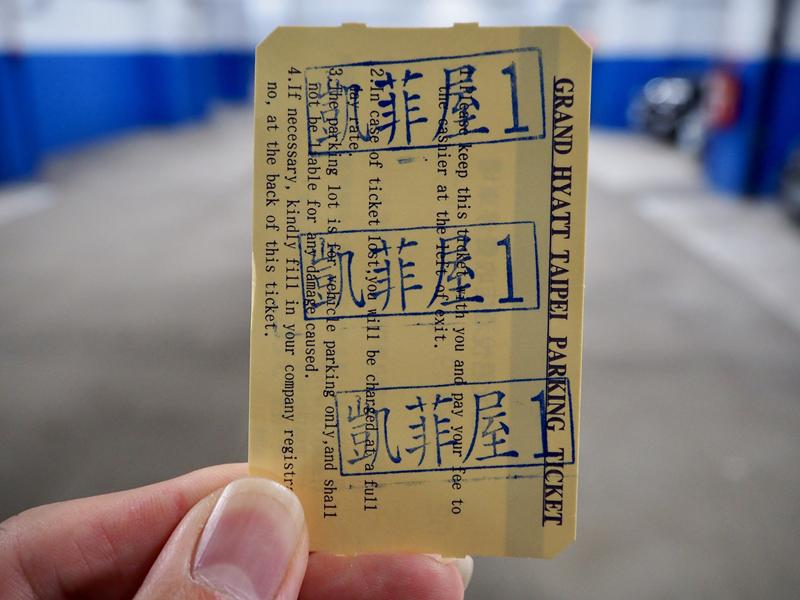 GRAND HYATT TAIPEI PARKING TICKET
1.Please keep this ticket with you and pay your fee to
the cashier at the left of exit.
2.In case of ticket lost,you will be charged at a full
day rate.
3.The parking lot is for vehicle parking only,and shall
not be liable for any damage caused.
4.If necessary, kindly fill in your company registr
no, at the back of this ticket.
凱菲屋 1
凱菲屋 1
凱菲屋 1